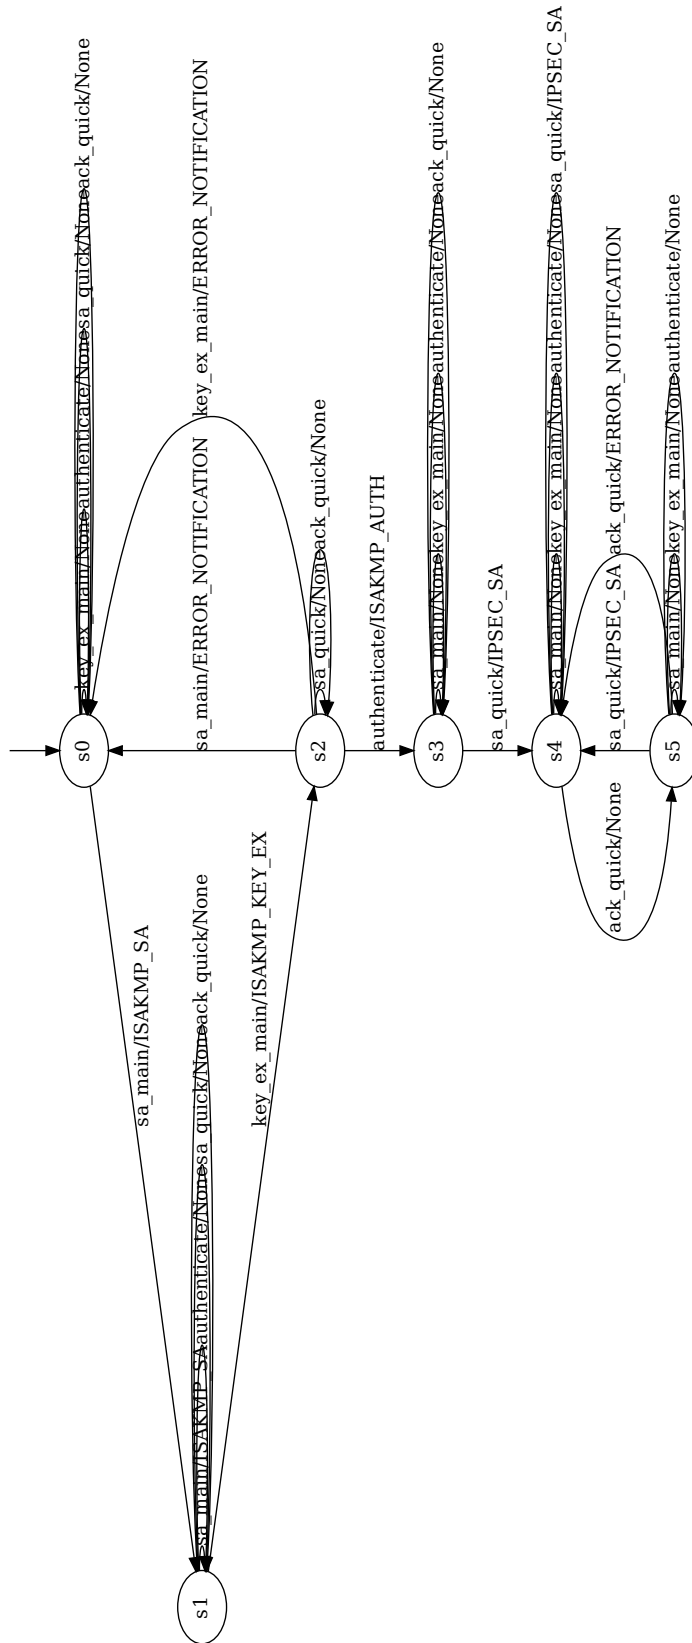 s0
key_ex_main/None
authenticate/None
sa_quick/None
ack_quick/None
sa_main/ISAKMP_SA
s1
sa_main/ISAKMP_SA
authenticate/None
sa_quick/None
ack_quick/None
key_ex_main/ISAKMP_KEY_EX
sa_main/ERROR_NOTIFICATION
key_ex_main/ERROR_NOTIFICATION
s2
sa_quick/None
ack_quick/None
authenticate/ISAKMP_AUTH
s3
sa_main/None
key_ex_main/None
authenticate/None
ack_quick/None
sa_quick/IPSEC_SA
s4
sa_main/None
key_ex_main/None
authenticate/None
sa_quick/IPSEC_SA
ack_quick/None
sa_quick/IPSEC_SA
ack_quick/ERROR_NOTIFICATION
s5
sa_main/None
key_ex_main/None
authenticate/None